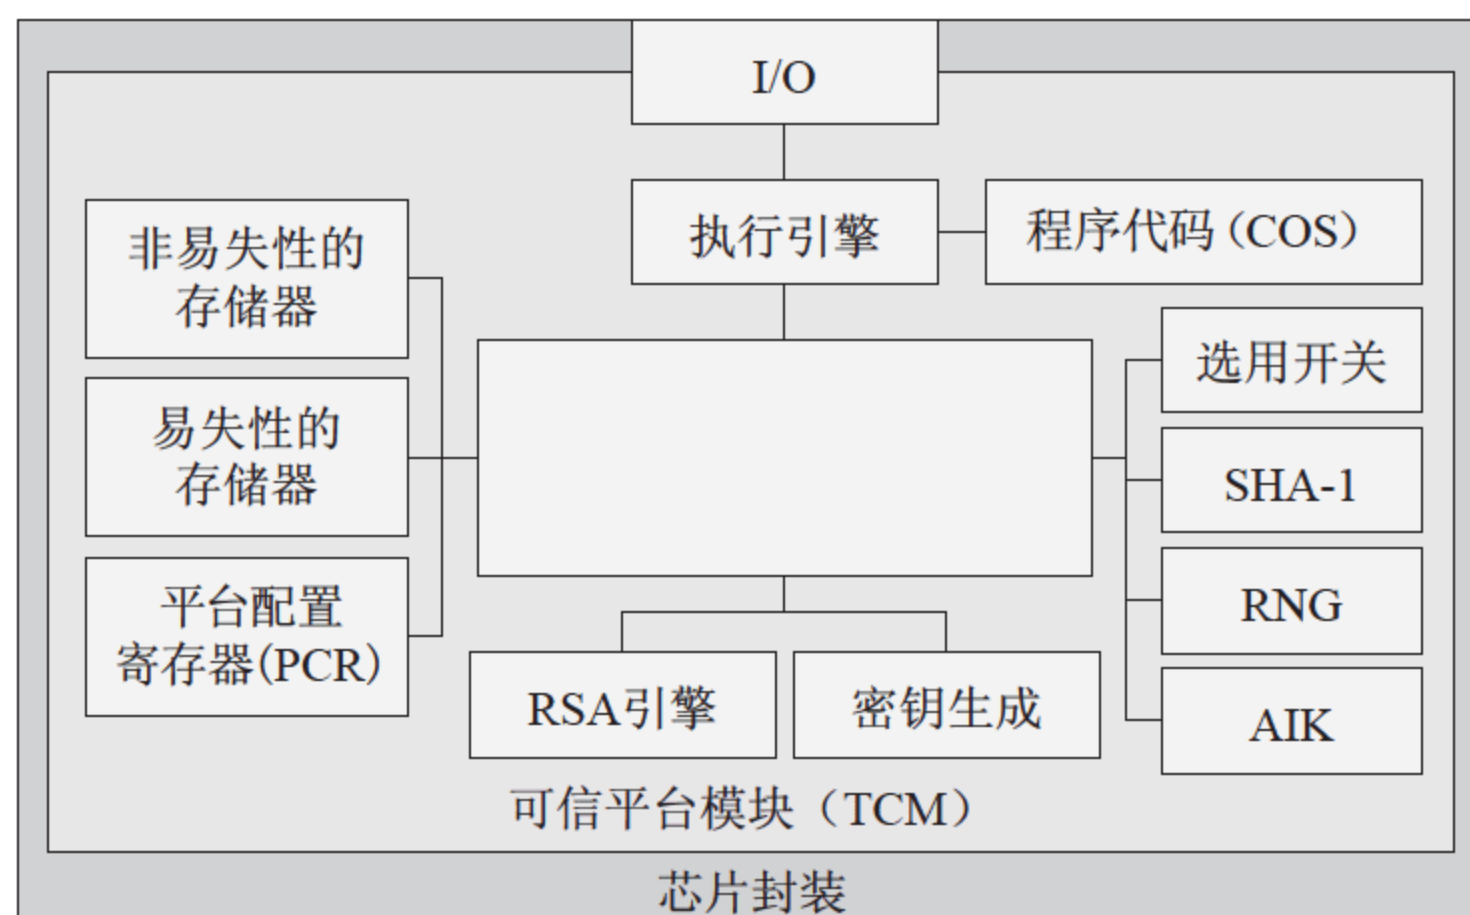 I/O
执行引擎
程序代码（COS）
非易失性的
存储器
易失性的
存储器
平台配置
寄存器(PCR)
选用开关
SHA-1
RNG
AIK
RSA引擎
密钥生成
可信平台模块（TCM）
芯片封装